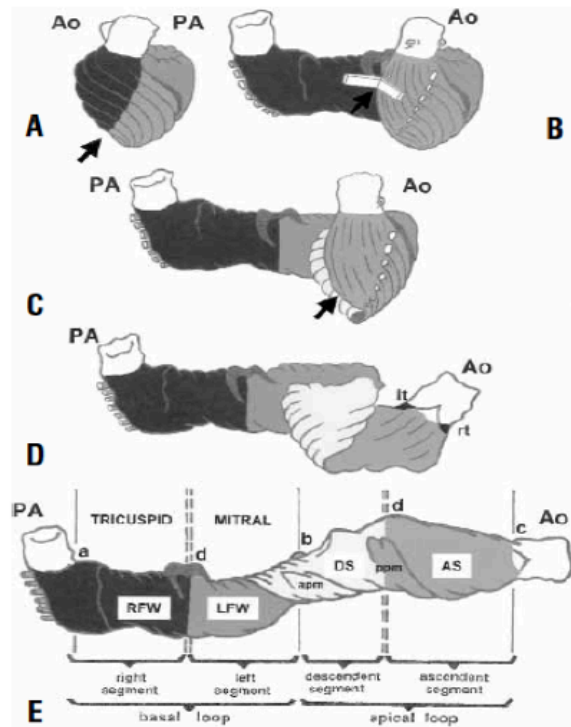 Ao PA
A
PA Ao
B
PA Ao
C
PA
Ao
lt
rt
D
PA TRICUSPID MITRAL Ao
a d b d c
RFW LFW apm DS ppm AS
right segment
left segment
descendent segment
ascendent segment
basal loop apical loop
E